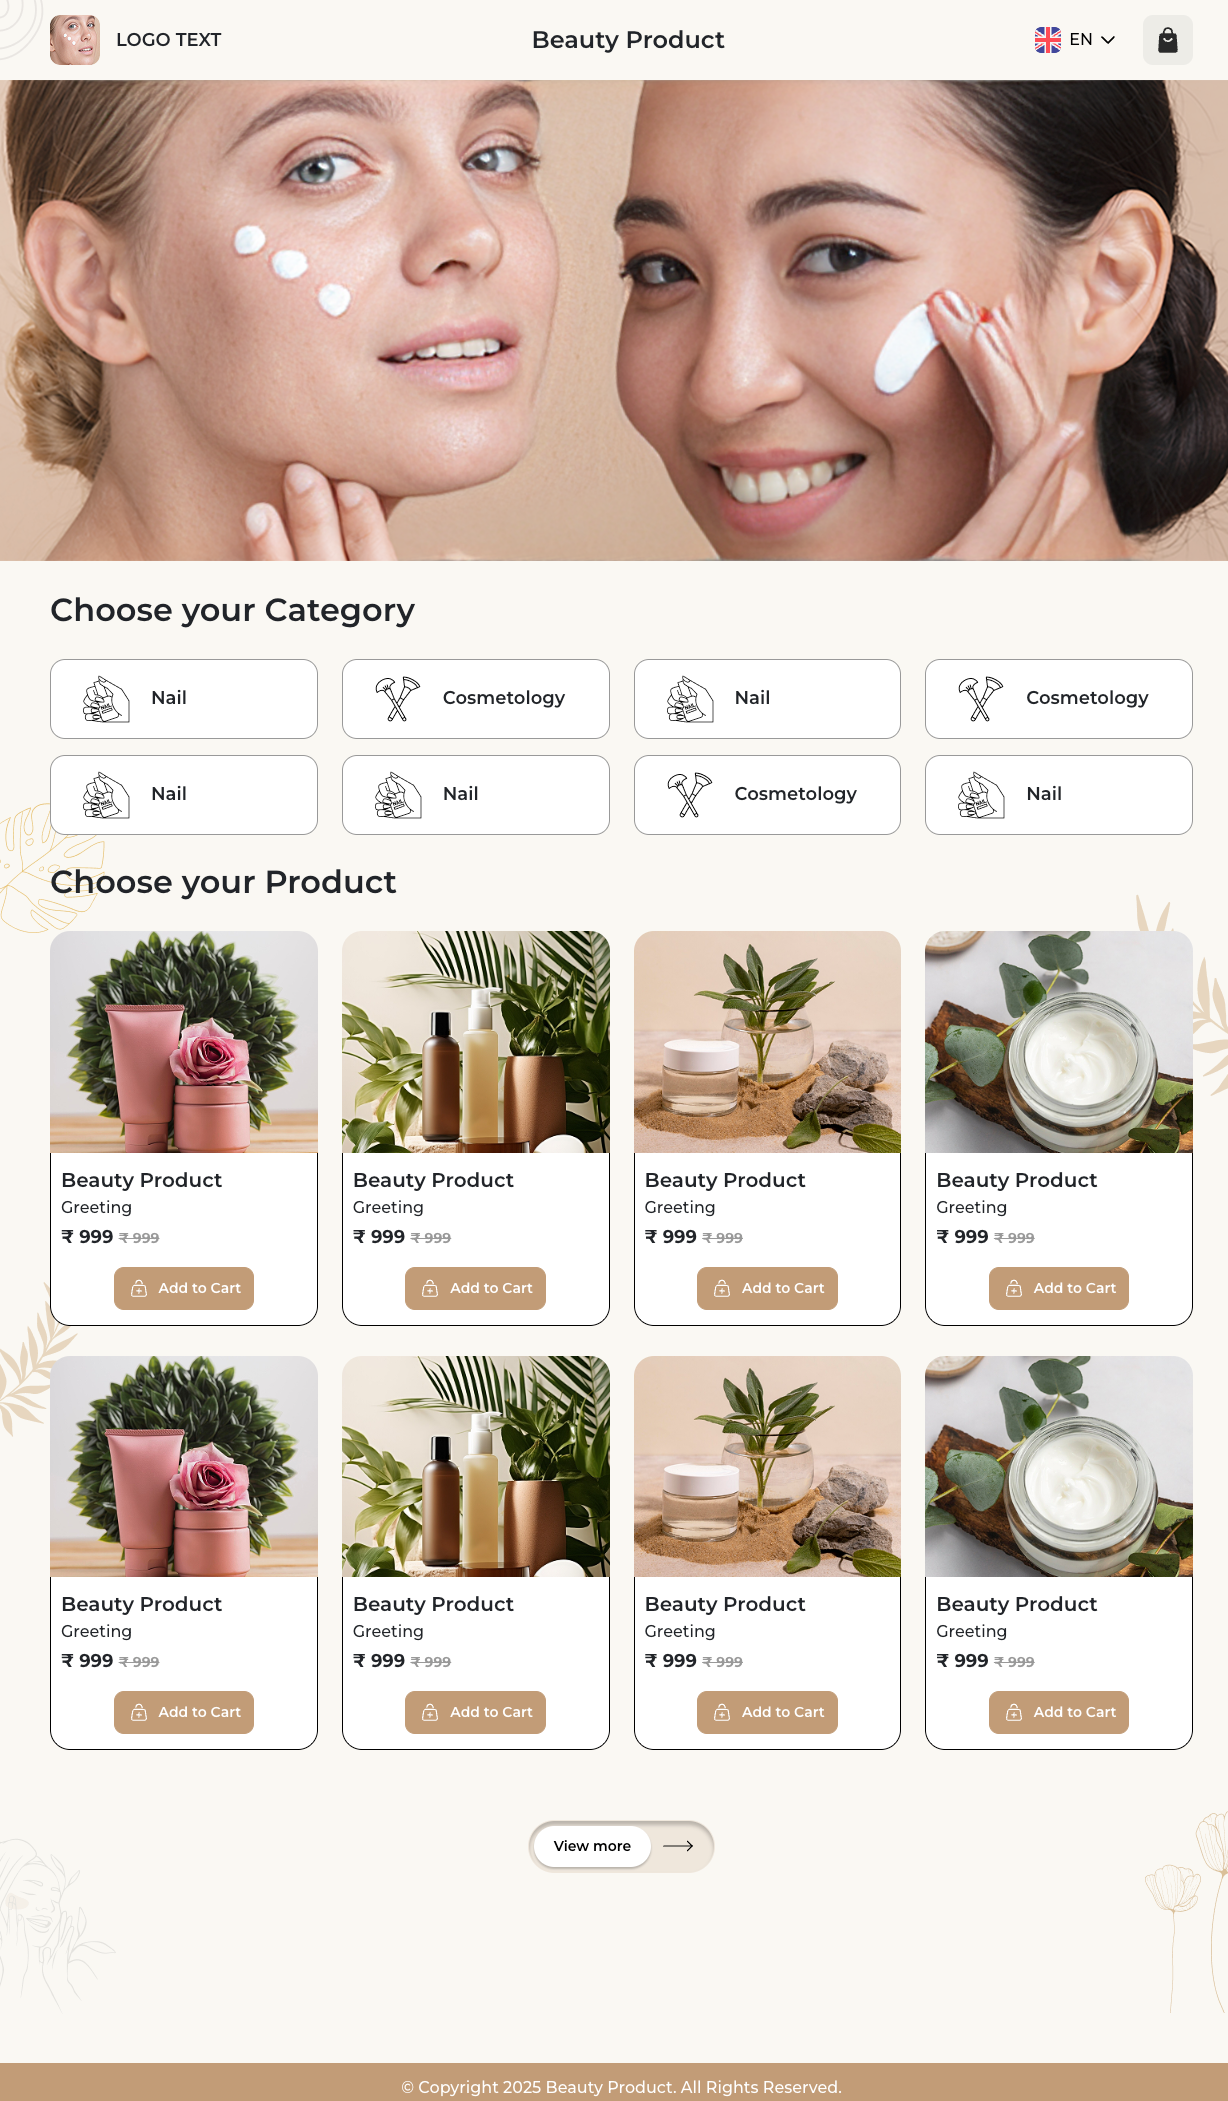 LOGO TEXT
Beauty Product
EN
Choose your Category
Nail
Cosmetology
Nail
Cosmetology
Nail
Nail
Cosmetology
Nail
Choose your Product
Beauty Product
Greeting
₹ 999 ₹ 999
Add to Cart
Beauty Product
Greeting
₹ 999 ₹ 999
Add to Cart
Beauty Product
Greeting
₹ 999 ₹ 999
Add to Cart
Beauty Product
Greeting
₹ 999 ₹ 999
Add to Cart
Beauty Product
Greeting
₹ 999 ₹ 999
Add to Cart
Beauty Product
Greeting
₹ 999 ₹ 999
Add to Cart
Beauty Product
Greeting
₹ 999 ₹ 999
Add to Cart
Beauty Product
Greeting
₹ 999 ₹ 999
Add to Cart
View more
© Copyright 2025 Beauty Product. All Rights Reserved.